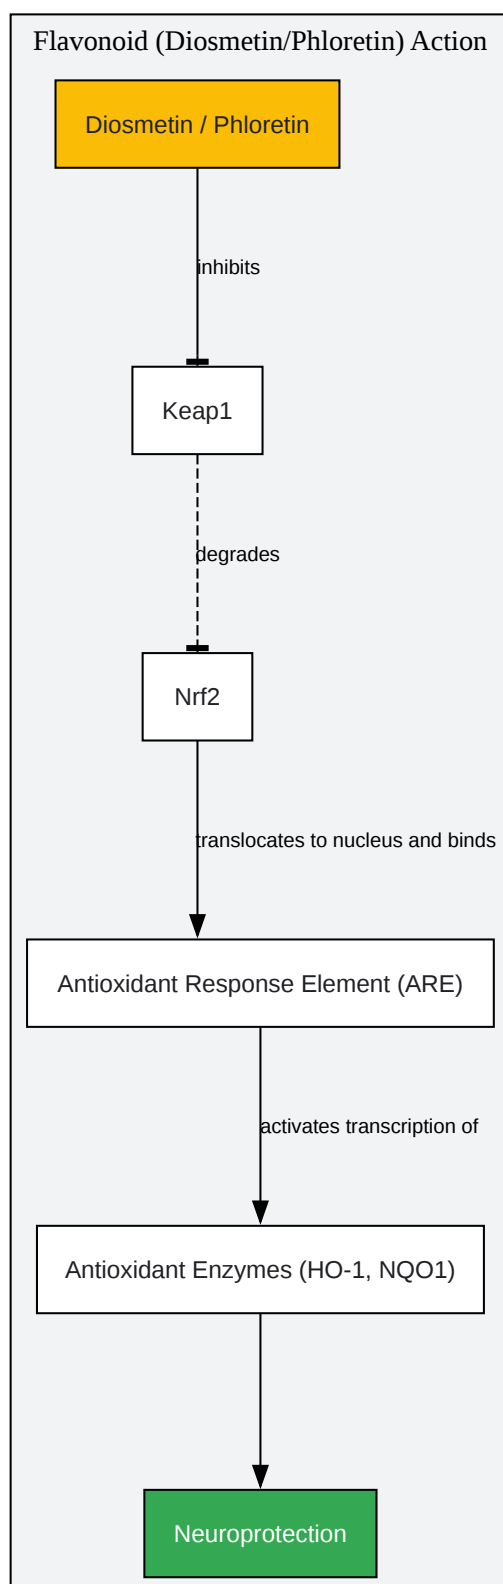 Flavonoid (Diosmetin/Phloretin) Action
Diosmetin / Phloretin
inhibits
Keap1
degrades
Nrf2
translocates to nucleus and binds
Antioxidant Response Element (ARE)
activates transcription of
Antioxidant Enzymes (HO-1, NQO1)
Neuroprotection